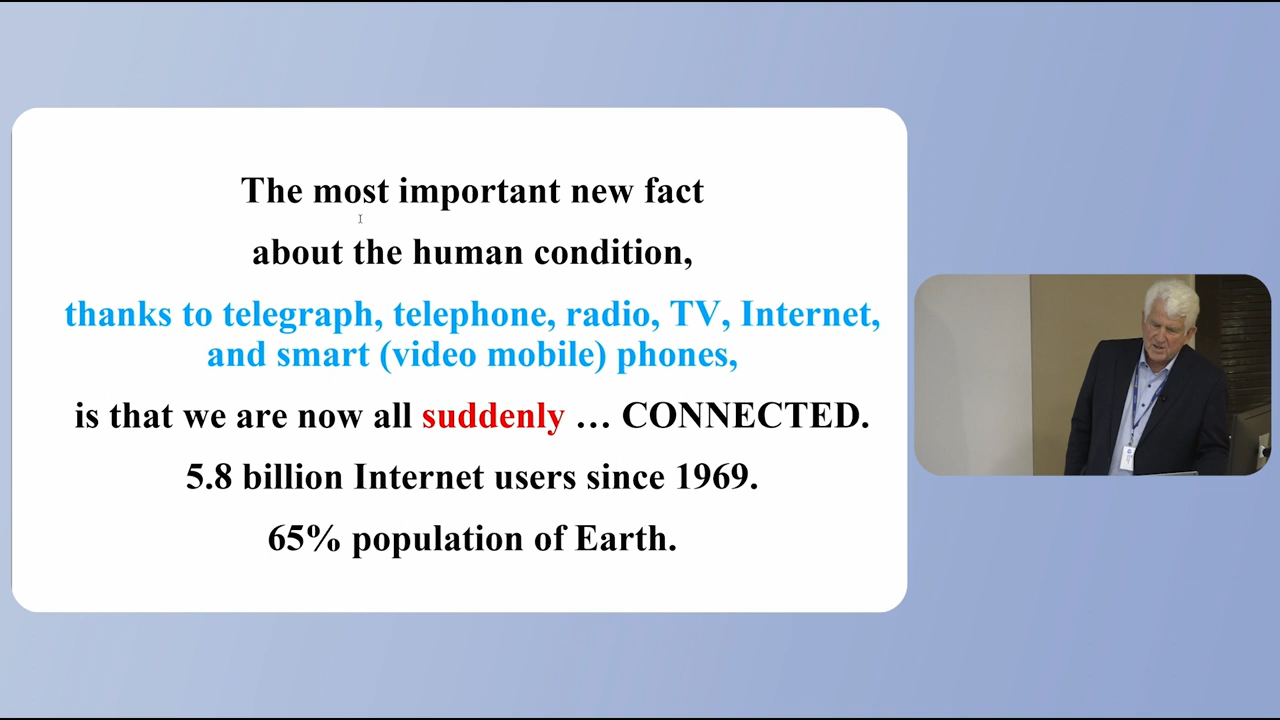 The most important new fact
about the human condition,
thanks to telegraph, telephone, radio, TV, Internet,
and smart (video mobile) phones,
is that we are now all suddenly … CONNECTED.
5.8 billion Internet users since 1969.
65% population of Earth.